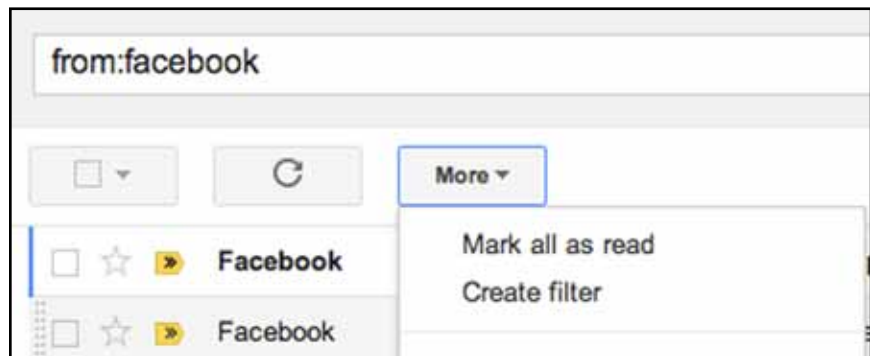 from:facebook
More
Mark all as read
Facebook
Create filter
Facebook